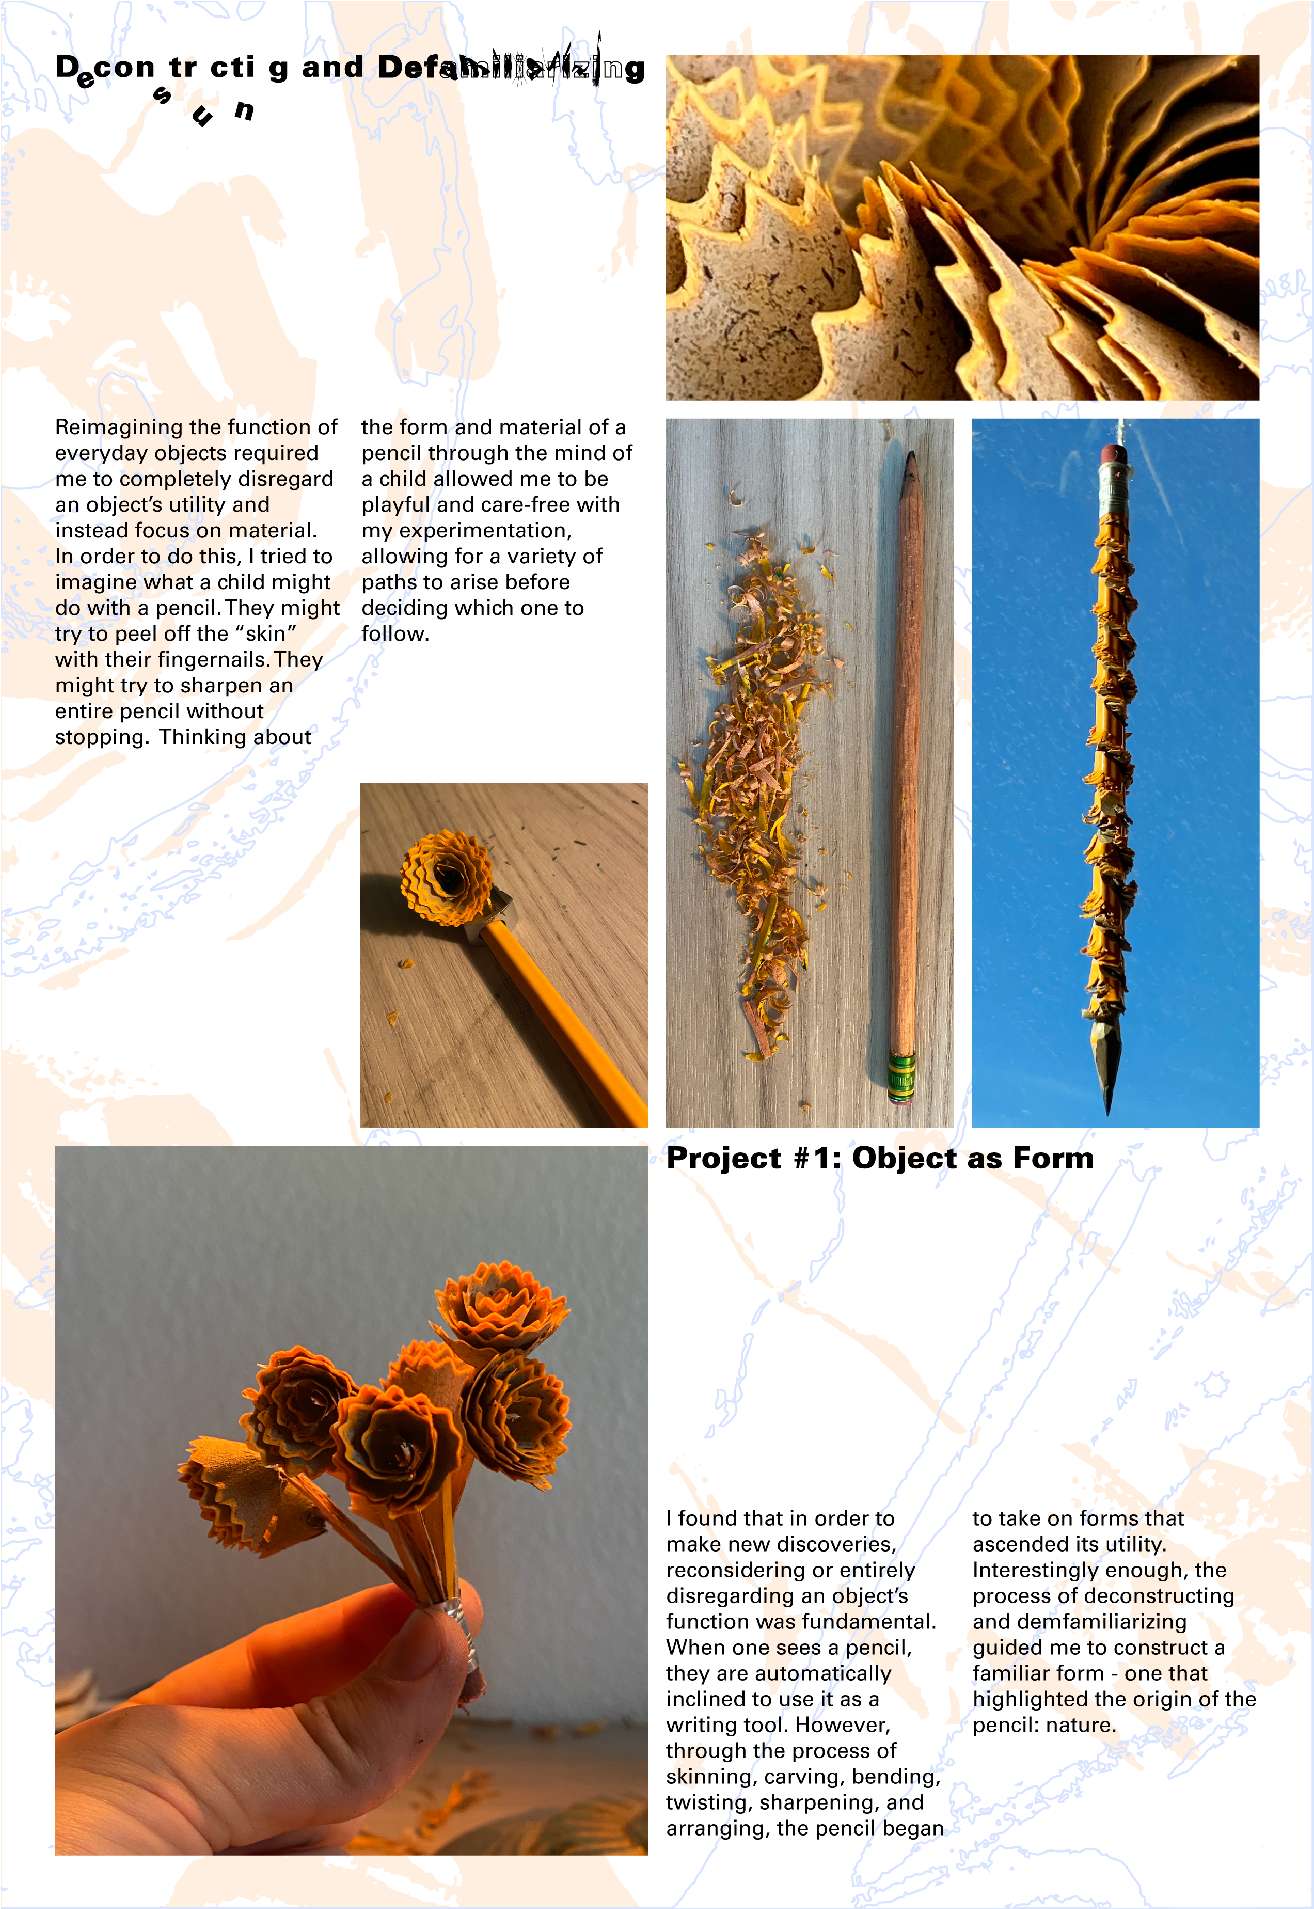 Deconstructing and Defamiliarizing
Reimagining the function of
everyday objects required
me to completely disregard
an object's utility and
instead focus on material.
In order to do this, I tried to
imagine what a child might
do with a pencil. They might
try to peel off the “skin”
with their fingernails. They
might try to sharpen an
entire pencil without
stopping. Thinking about
the form and material of a
pencil through the mind of
a child allowed me to be
playful and care-free with
my experimentation,
allowing for a variety of
paths to arise before
deciding which one to
follow.
Project #1: Object as Form
I found that in order to
make new discoveries,
reconsidering or entirely
disregarding an object's
function was fundamental.
When one sees a pencil,
they are automatically
inclined to use it as a
writing tool. However,
through the process of
skinning, carving, bending,
twisting, sharpening, and
arranging, the pencil began
to take on forms that
ascended its utility.
Interestingly enough, the
process of deconstructing
and demfamiliarizing
guided me to construct a
familiar form - one that
highlighted the origin of the
pencil: nature.